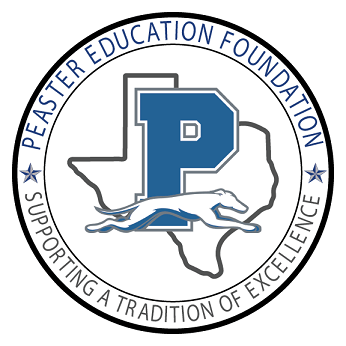 PEASTER EDUCATION FOUNDATION
P
SUPPORTING A TRADITION OF EXCELLENCE